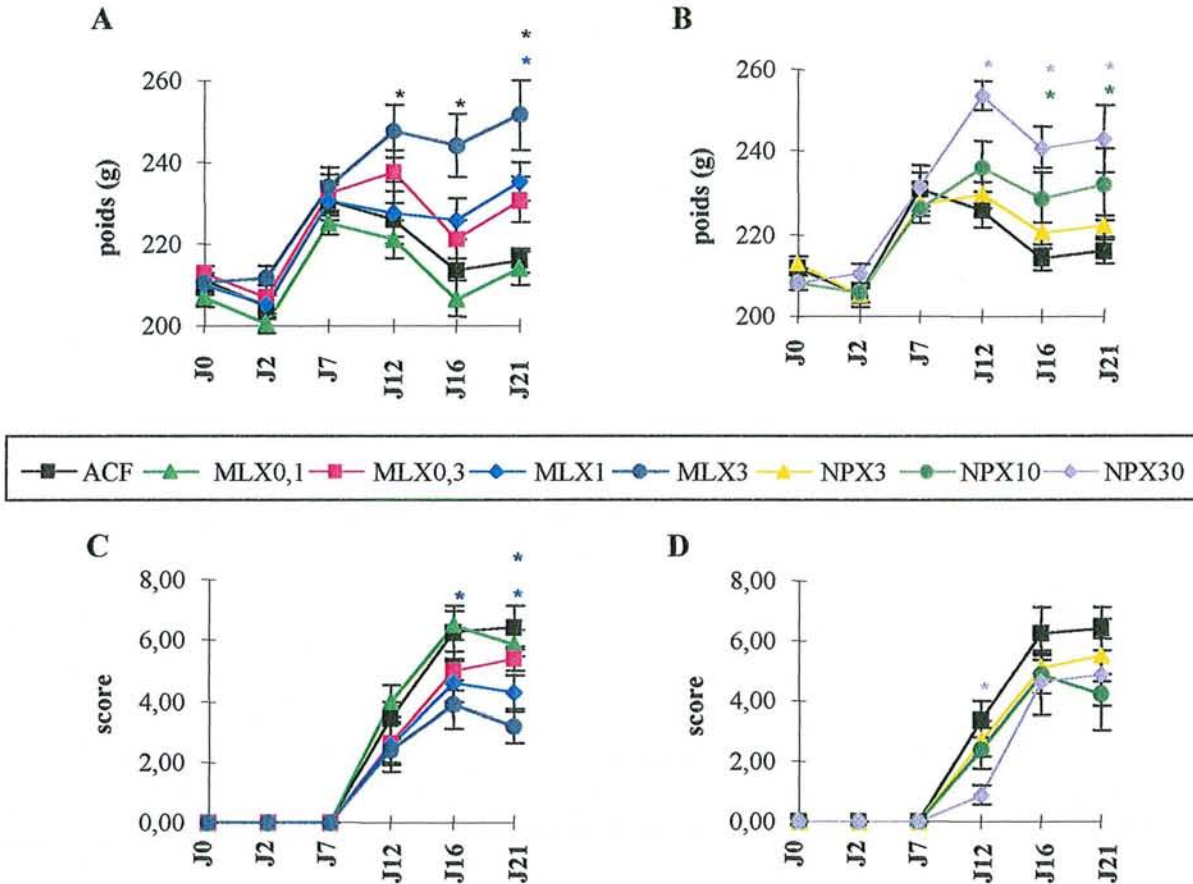 A
B
poids (g)
260
240
220
200
J0 J2 J7 J12 J16 J21
* * * *
poids (g)
260
240
220
200
J0 J2 J7 J12 J16 J21
* * * * *
ACF MLX0,1 MLX0,3 MLX1 MLX3 NPX3 NPX10 NPX30
C
D
score
8,00
6,00
4,00
2,00
0,00
J0 J2 J7 J12 J16 J21
* * *
score
8,00
6,00
4,00
2,00
0,00
J0 J2 J7 J12 J16 J21
*